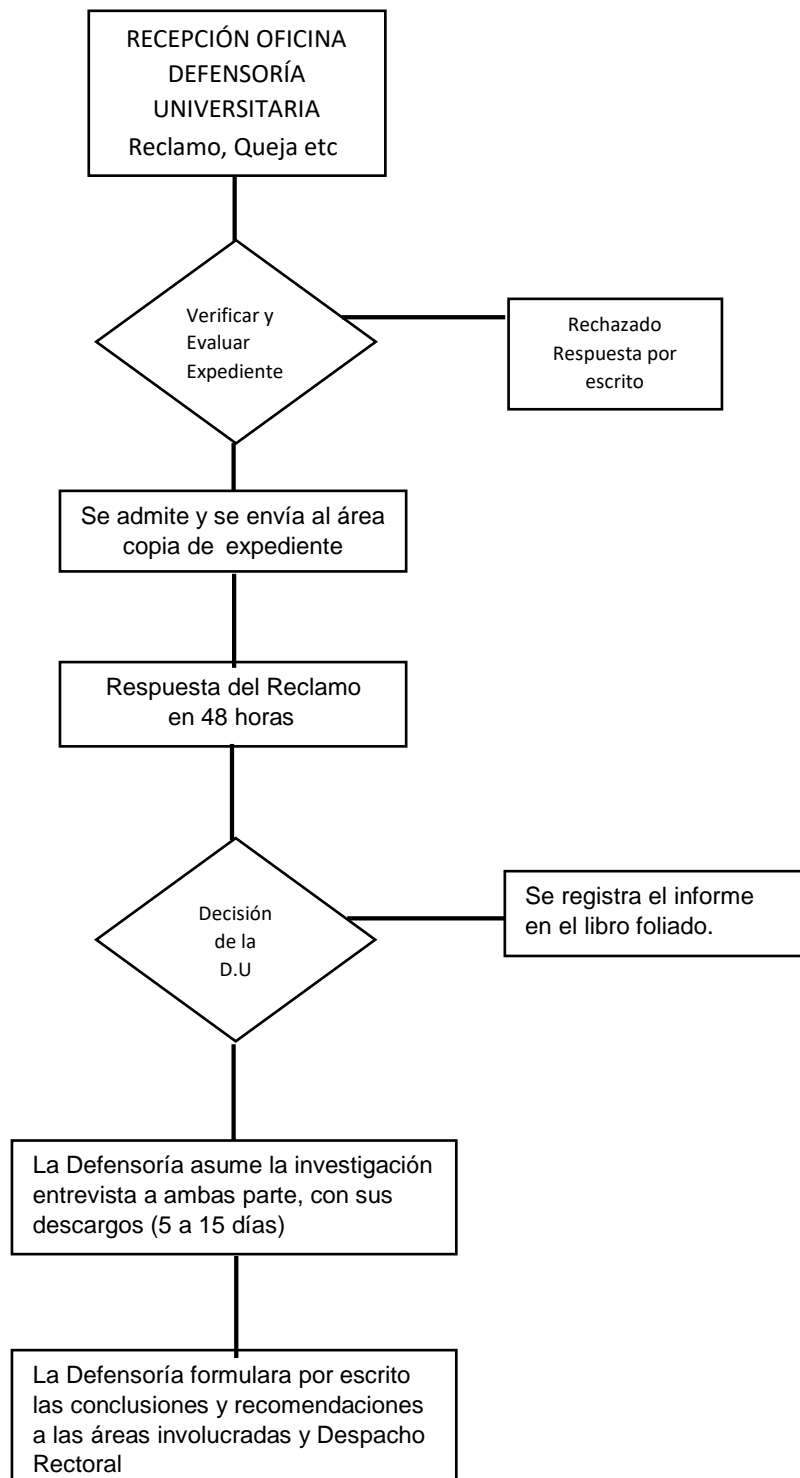 RECEPCIÓN OFICINA
DEFENSORÍA
UNIVERSITARIA
Reclamo, Queja etc
Verificar y
Evaluar
Expediente
Rechazado
Respuesta por
escrito
Se admite y se envía al área
copia de expediente
Respuesta del Reclamo
en 48 horas
Decisión
de la
D.U
Se registra el informe
en el libro foliado.
La Defensoría asume la investigación
entrevista a ambas parte, con sus
descargos (5 a 15 días)
La Defensoría formulara por escrito
las conclusiones y recomendaciones
a las áreas involucradas y Despacho
Rectoral